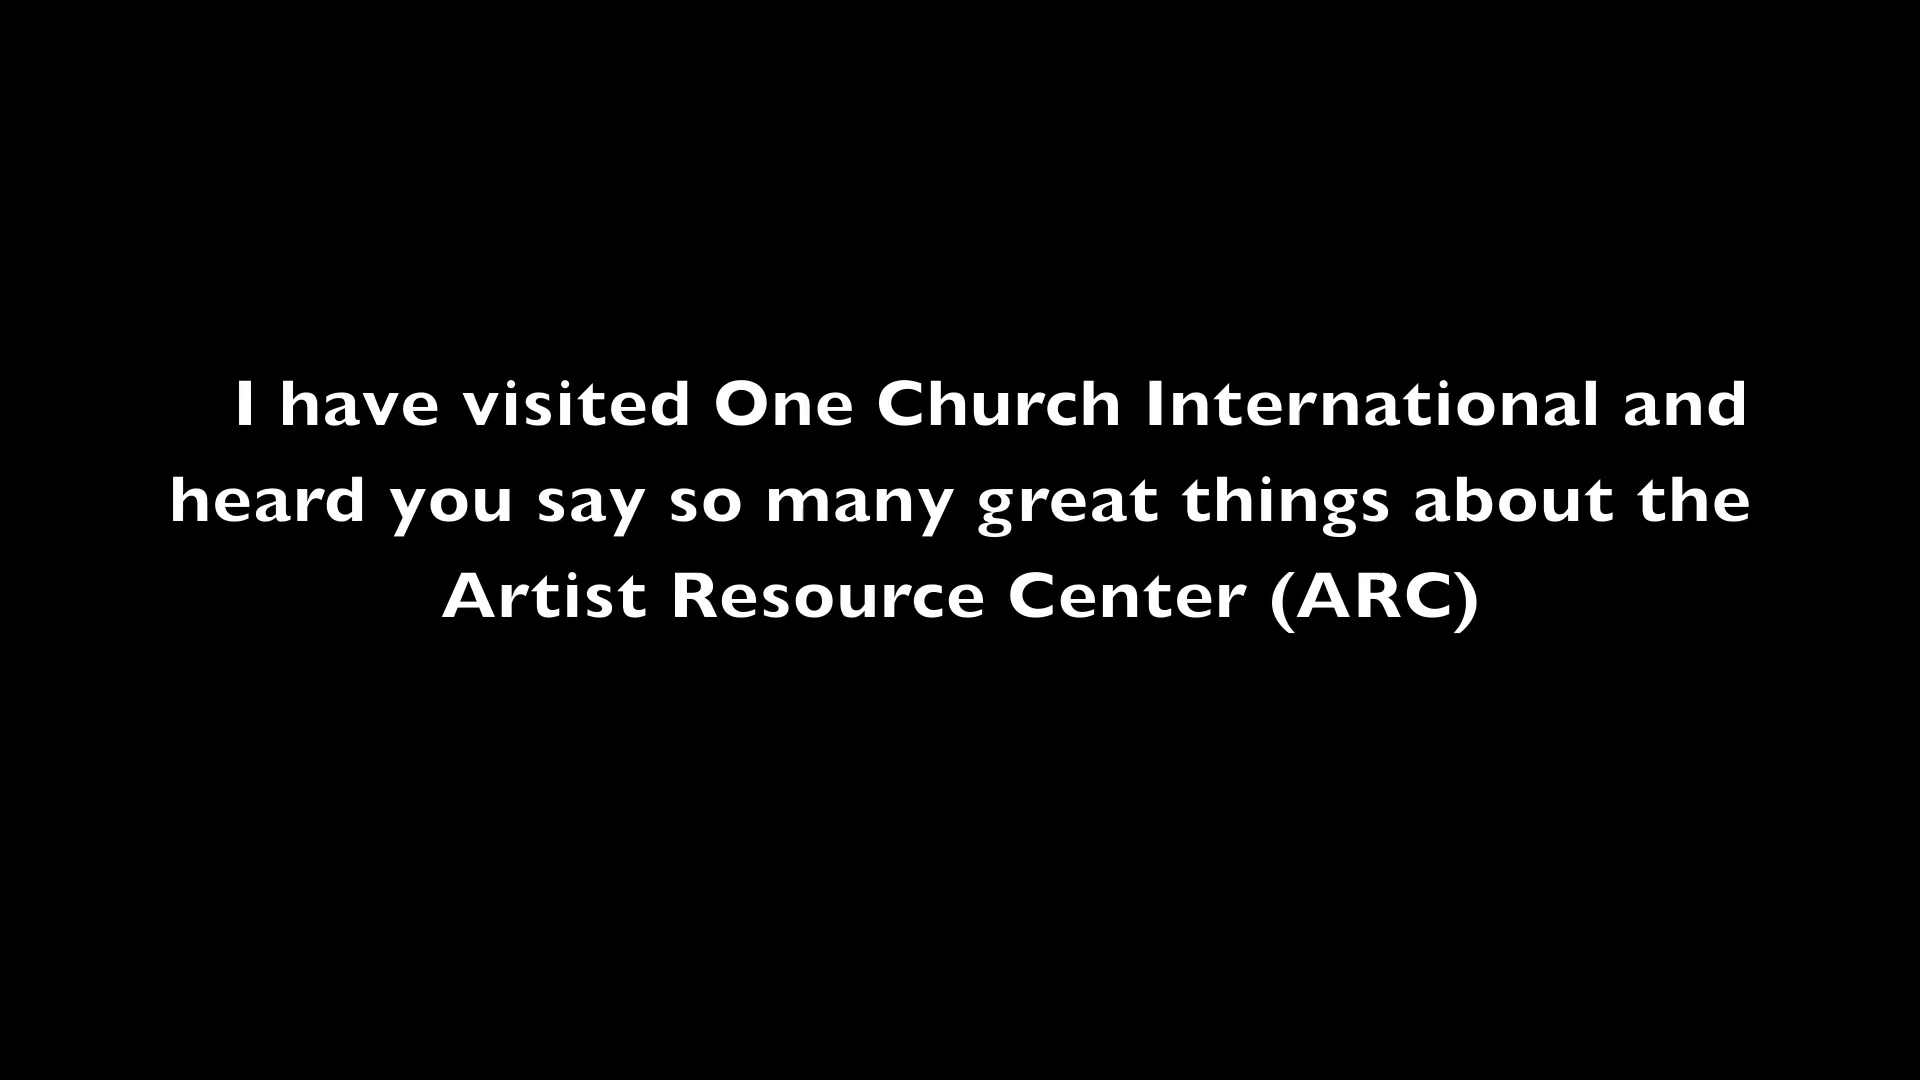 I have visited One Church International and
heard you say so many great things about the
Artist Resource Center (ARC)